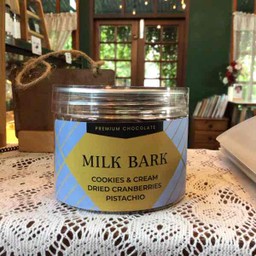 PREMIUM CHOCOLATE
MILK BARK
COOKIES & CREAM
DRIED CRANBERRIES
PISTACHIO